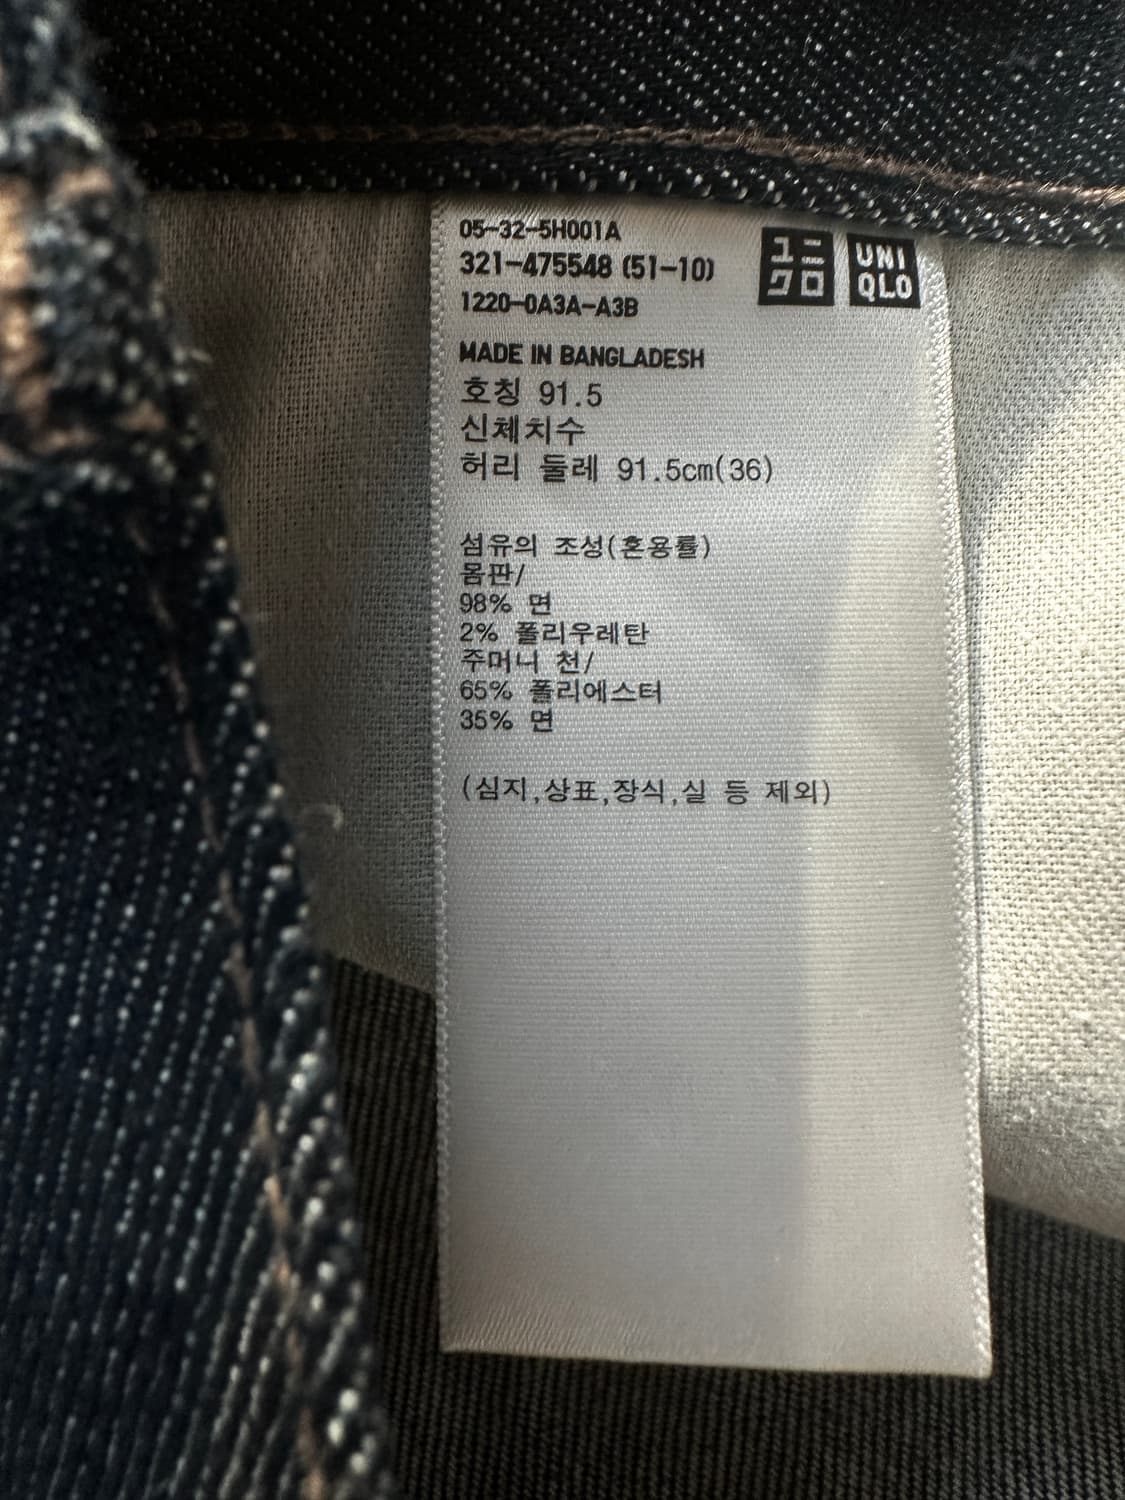 05-32-5H001A
321-475548 (51-10)
1220-0A3A-A3B
ユニ
クロ
UNI
QLO
MADE IN BANGLADESH
호칭 91.5
신체치수
허리 둘레 91.5cm(36)
섬유의 조성(혼용률)
몸판/
98% 면
2% 폴리우레탄
주머니 천/
65% 폴리에스터
35% 면
(심지,상표,장식,실 등 제외)